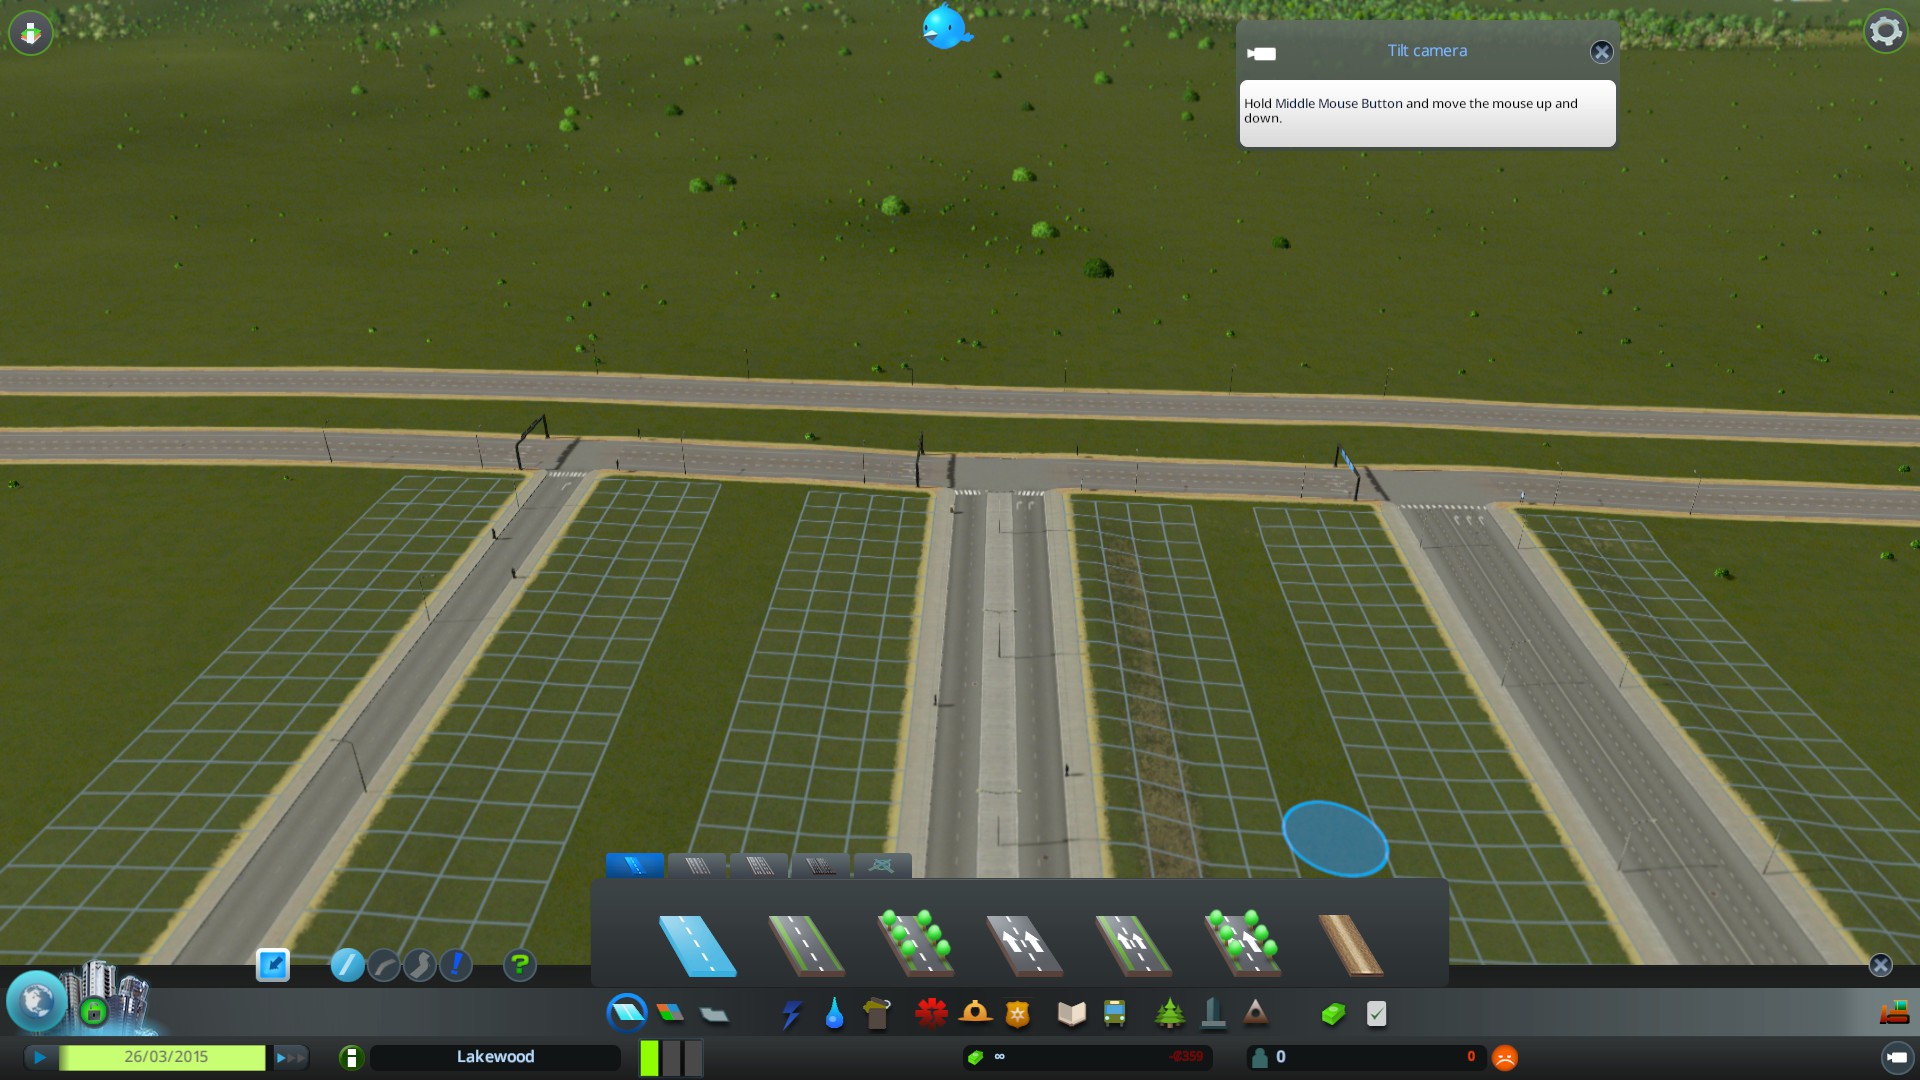 Tilt camera
Hold Middle Mouse Button and move the mouse up and
down.
?
26/03/2015
Lakewood
∞
-₡359
0
0